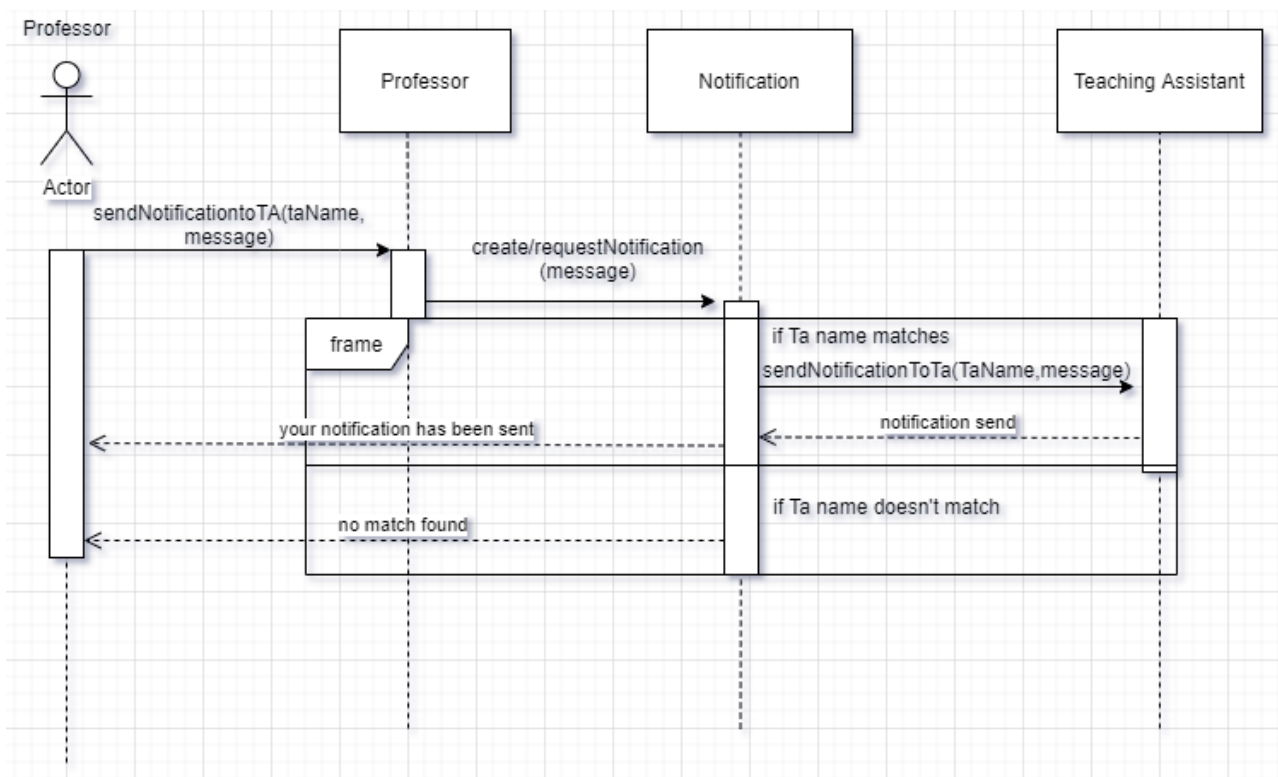 Professor
Professor
Notification
Teaching Assistant
Actor
sendNotificationtoTA(taName,
message)
create/requestNotification
(message)
frame
if Ta name matches
sendNotificationToTa(TaName,message)
notification send
your notification has been sent
if Ta name doesn't match
no match found